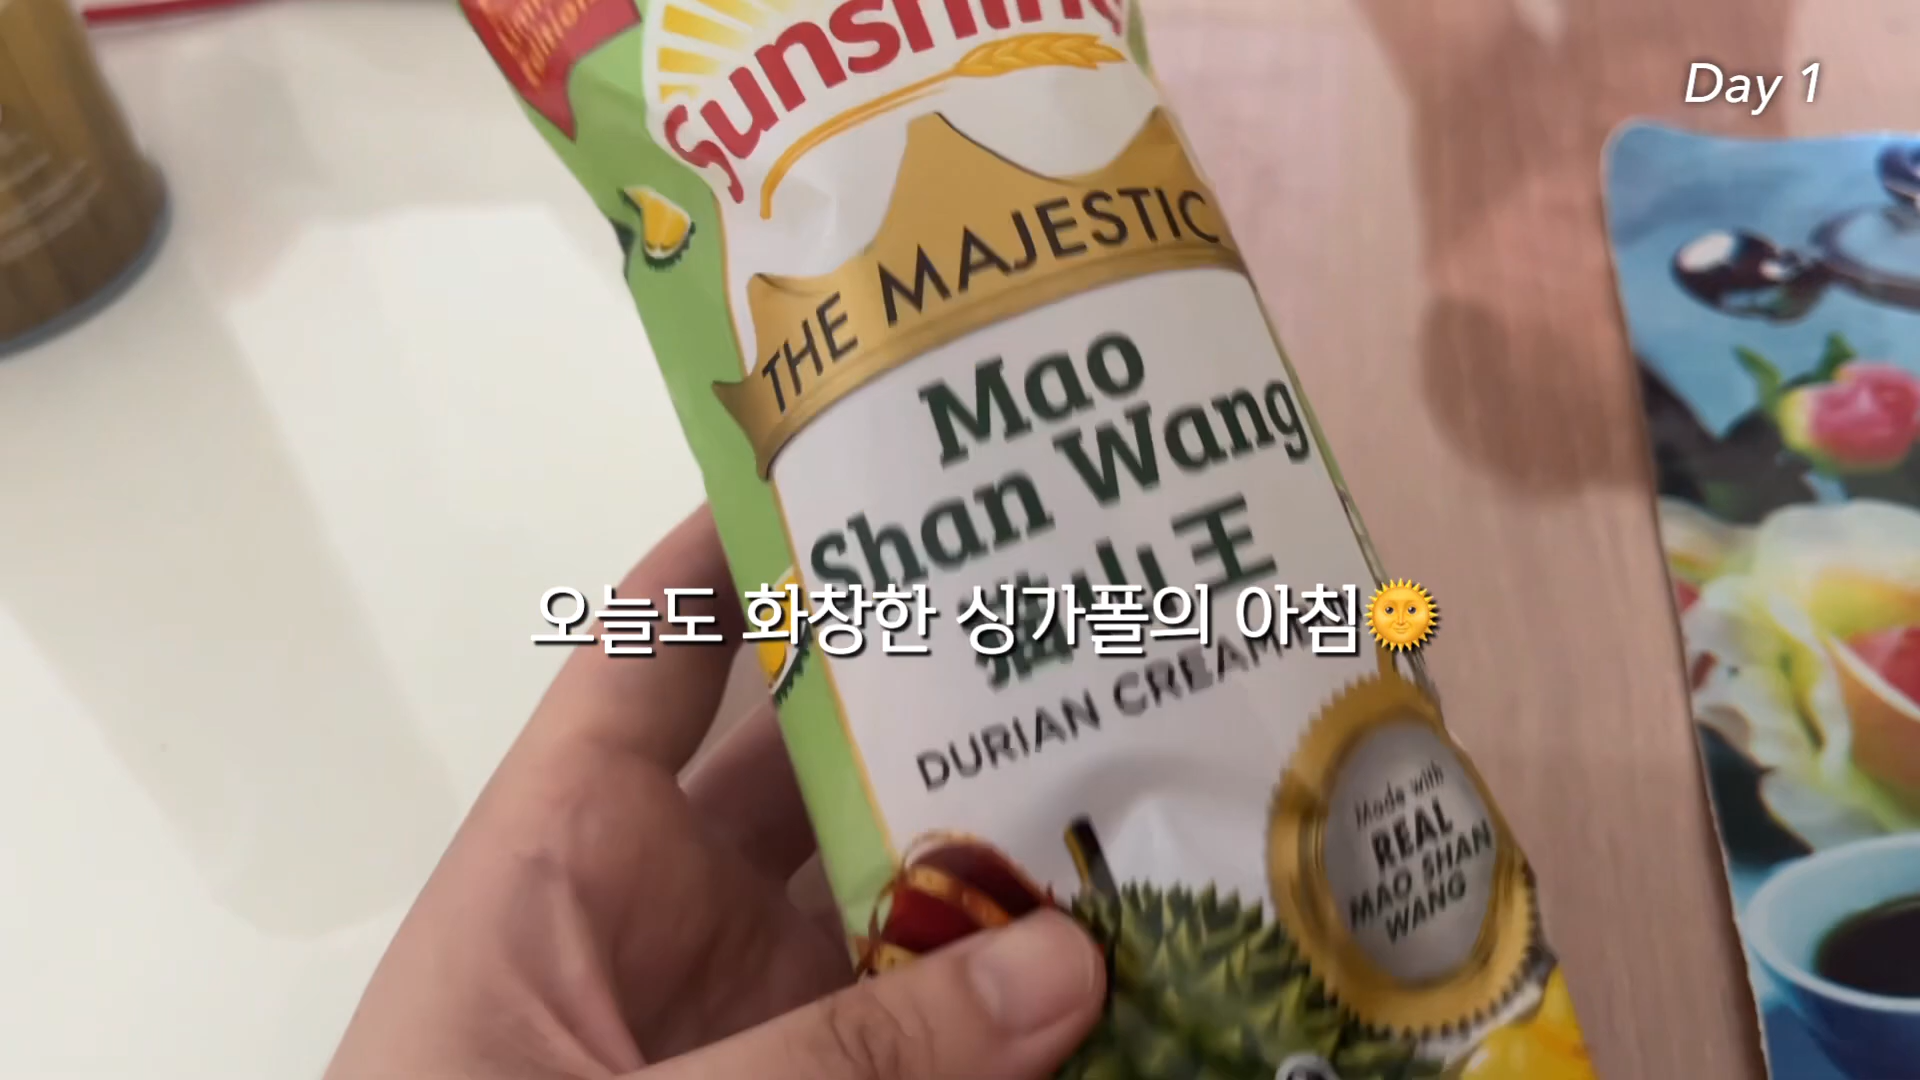 Day 1
Sunshine
THE MAJESTIC
Mao
Shan Wang
猫山王
오늘도 화창한 싱가폴의 아침🌞
DURIAN
Made with
REAL
MAO SHAN
WANG